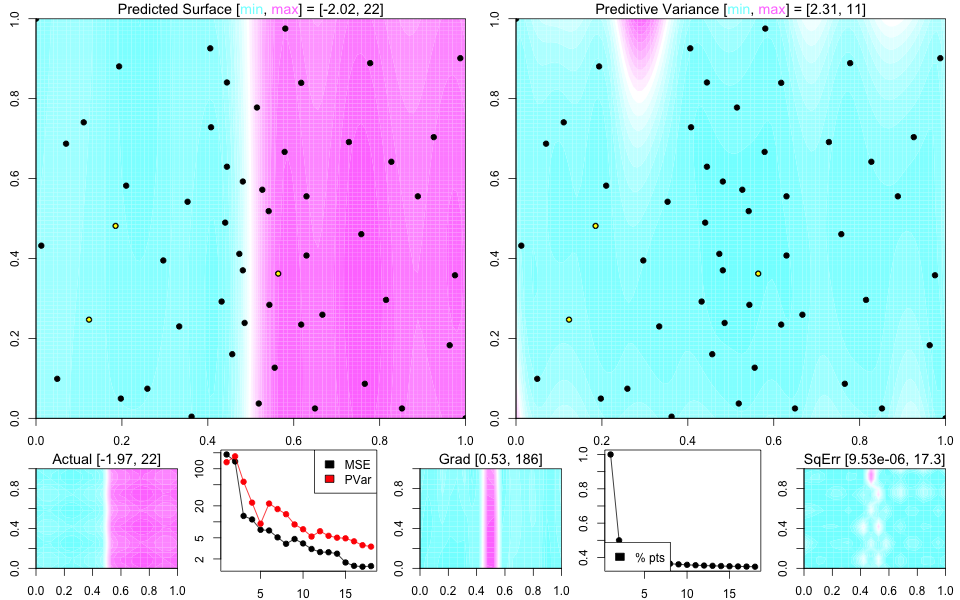 Predicted Surface [min, max] = [-2.02, 22]
1.0
0.8
0.6
0.4
0.2
0.0
0.0 0.2 0.4 0.6 0.8 1.0
Predictive Variance [min, max] = [2.31, 11]
1.0
0.8
0.6
0.4
0.2
0.0
0.0 0.2 0.4 0.6 0.8 1.0
Actual [-1.97, 22]
0.8
0.4
0.0
0.0 0.2 0.4 0.6 0.8 1.0
100
20
5
2
MSE
PVar
5 10 15
Grad [0.53, 186]
0.8
0.4
0.0
0.0 0.2 0.4 0.6 0.8 1.0
1.0
0.8
0.6
0.4
% pts
5 10 15
SqErr [9.53e-06, 17.3]
0.8
0.4
0.0
0.0 0.2 0.4 0.6 0.8 1.0